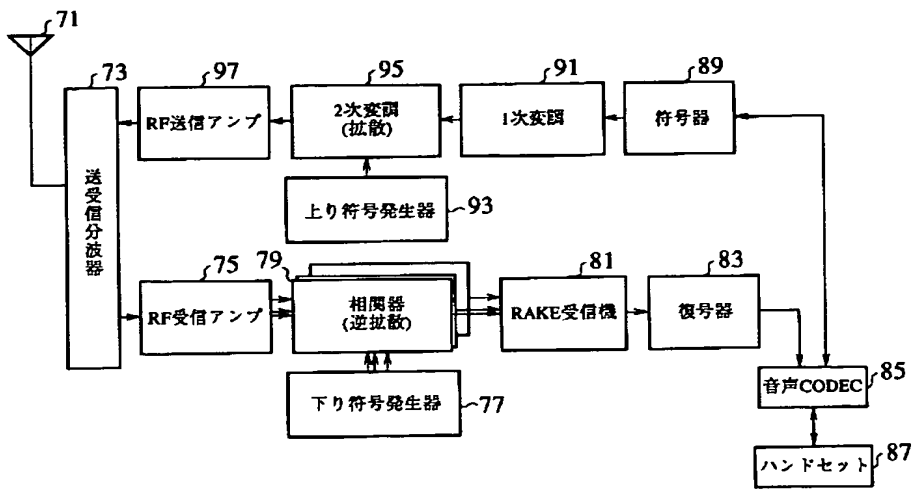 71
73
97
95
91
89
RF送信アンプ
2次変調
(拡散)
1次変調
符号器
送受信分波器
上り符号発生器
93
75
79
81
83
RF受信アンプ
相関器
(逆拡散)
RAKE受信機
復号器
下り符号発生器
77
音声CODEC
85
ハンドセット
87